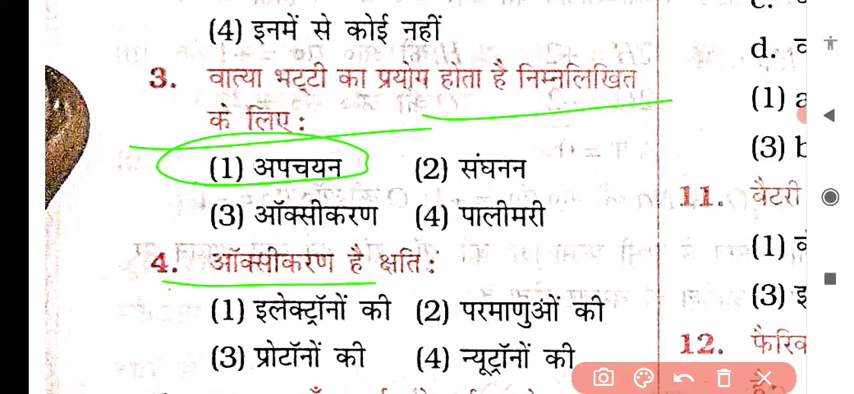 (4) इनमें से कोई नहीं
3. वात्या भट्टी का प्रयोग होता है निम्नलिखित
के लिए :
(1) अपचयन (2) संघनन
(3) ऑक्सीकरण (4) पालीमरी
4. ऑक्सीकरण है क्षति :
(1) इलेक्ट्रॉनों की (2) परमाणुओं की
(3) प्रोटॉनों की (4) न्यूट्रॉनों की
d.
(1) a
(3) b
11. बैटरी
(1)
(3)
12.